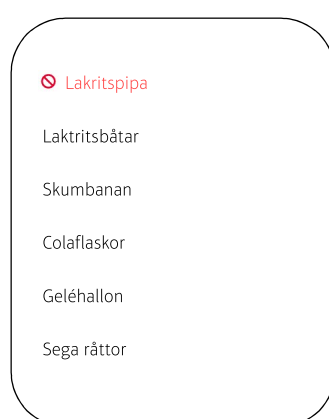 Lakritspipa
Laktritsbåtar
Skumbanan
Colaflaskor
Geléhallon
Sega råttor